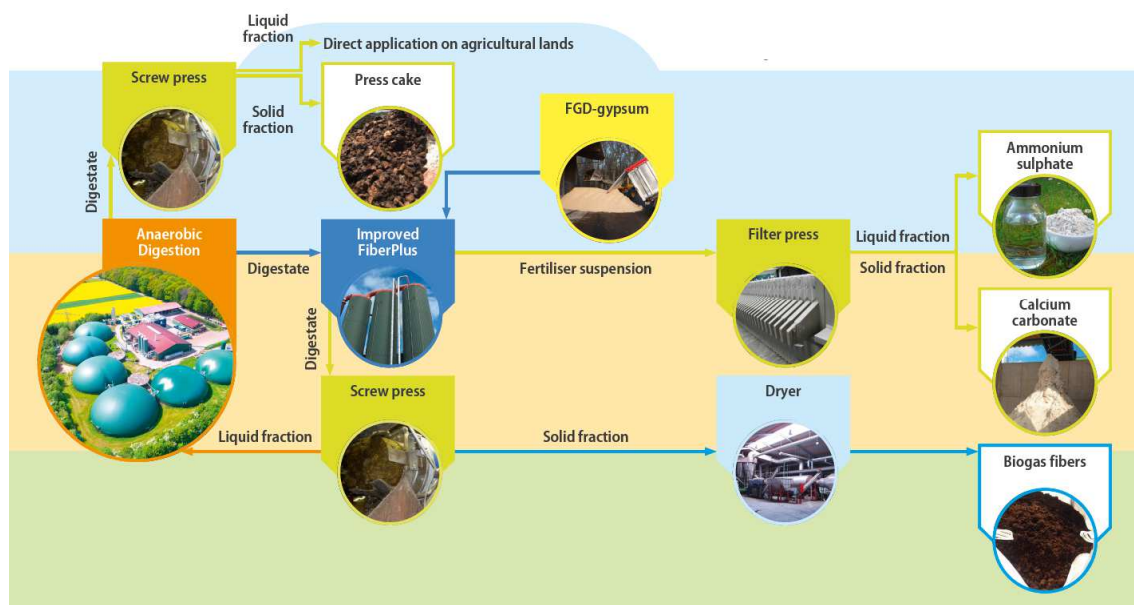 Liquid
fraction
Direct application on agricultural lands
Screw press
Press cake
Solid
fraction
FGD-gypsum
Ammonium
sulphate
Digestate
Anaerobic
Digestion
Digestate
Improved
FiberPlus
Fertiliser suspension
Filter press
Liquid fraction
Solid fraction
Calcium
carbonate
Digestate
Screw press
Dryer
Liquid fraction
Solid fraction
Biogas fibers